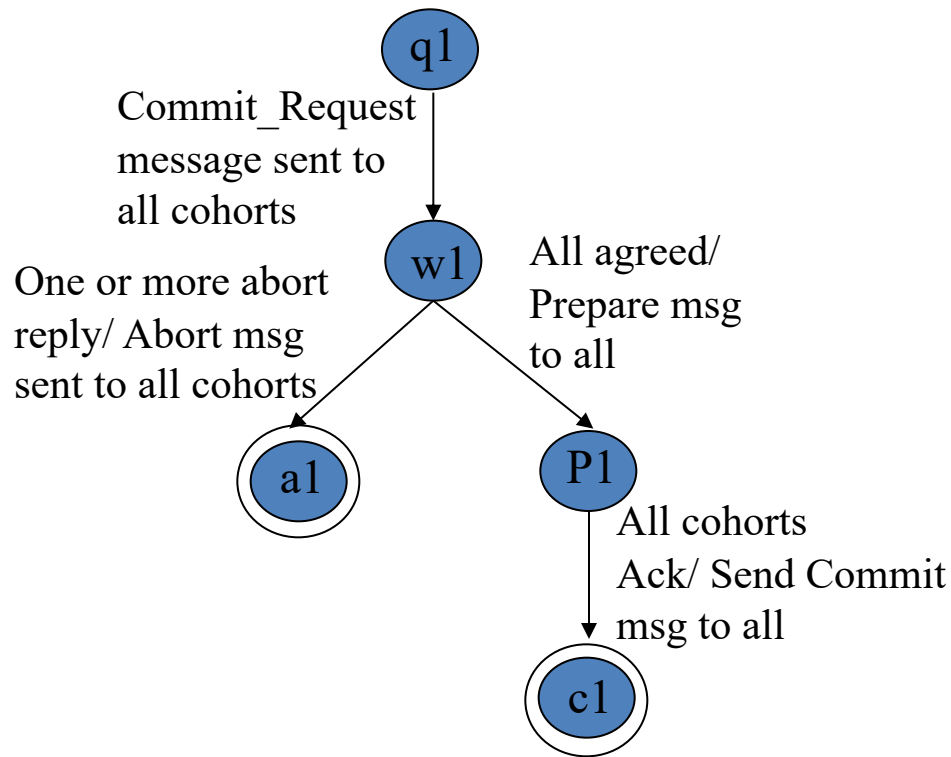 q1
Commit_Request
message sent to
all cohorts
w1
One or more abort
reply/ Abort msg
sent to all cohorts
All agreed/
Prepare msg
to all
a1
P1
All cohorts
Ack/ Send Commit
msg to all
c1